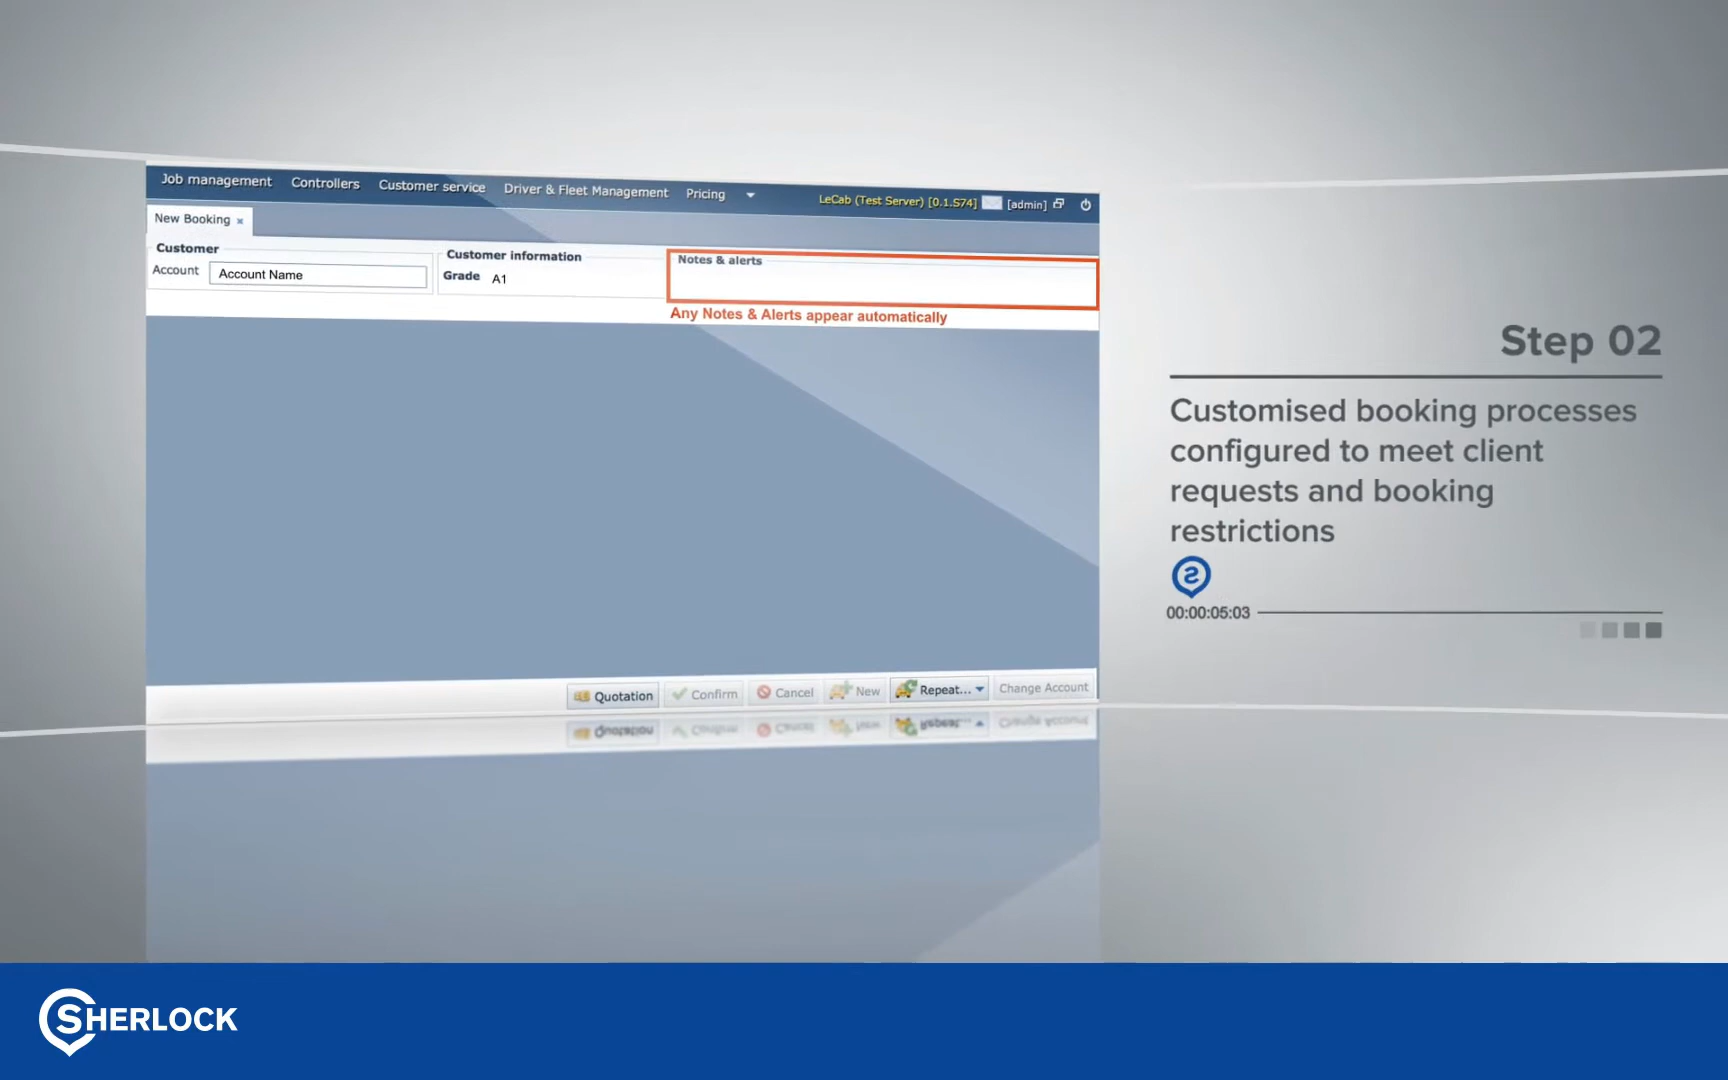 Job management Controllers Customer service Driver & Fleet Management Pricing LeCab (Test Server) [0.1.S74] [admin]
New Booking ×
Customer
Account Account Name
Customer information
Grade A1
Notes & alerts
Any Notes & Alerts appear automatically
Step 02
Customised booking processes
configured to meet client
requests and booking
restrictions
00:00:05:03
Quotation Confirm Cancel New Repeat... Change Account
SHERLOCK